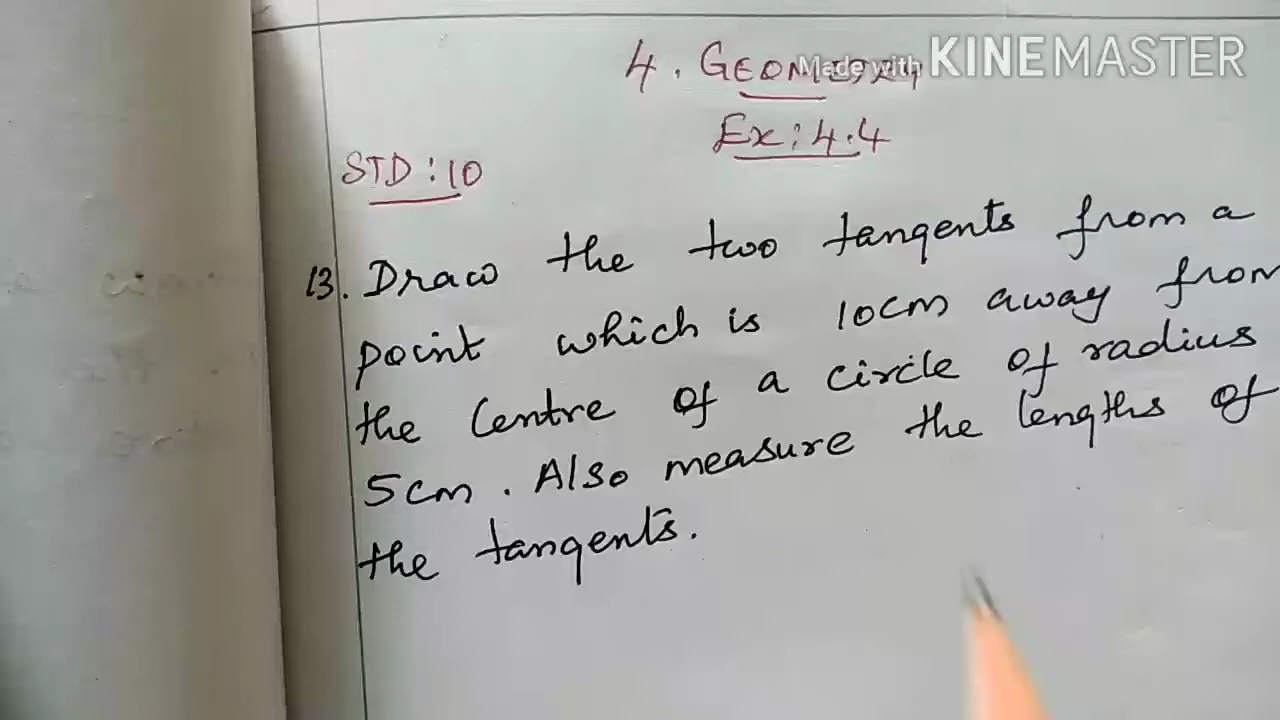 Made with KINEMASTER
4. GEOMETRY
Ex: 4.4
STD: 10
13. Draw the two tangents from a
point which is 10cm away from
the centre of a circle of radius
5cm. Also measure the lengths of
the tangents.